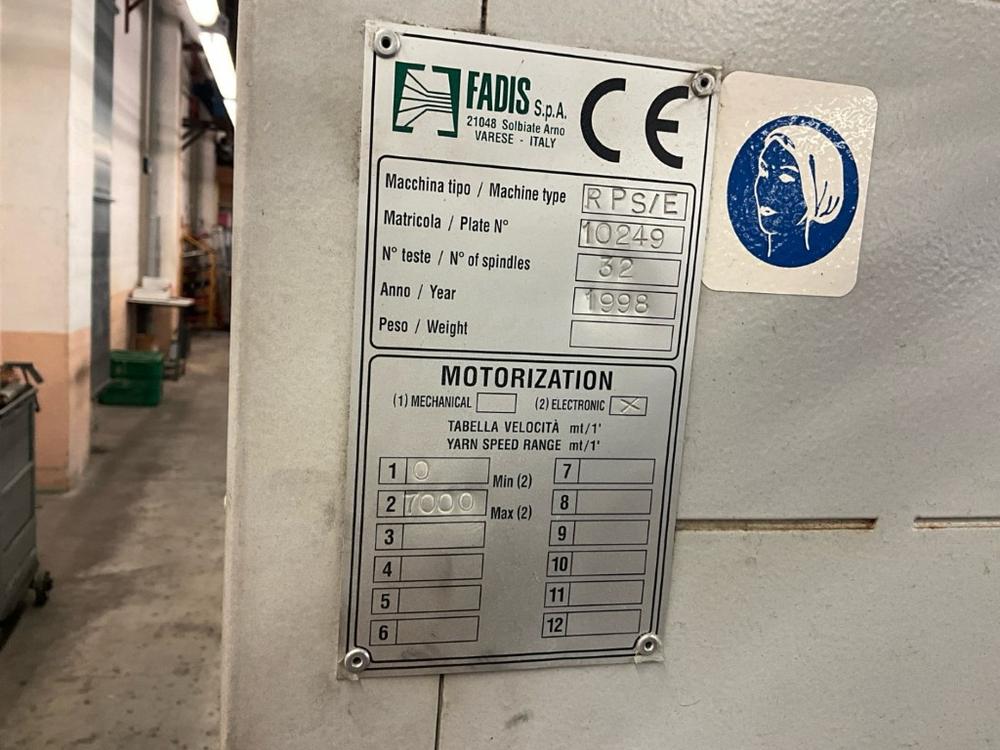 FADIS S.p.A.
21048 Solbiate Arno
VARESE - ITALY
CE
Macchina tipo / Machine type RPS/E
Matricola / Plate N° 10249
N° teste / N° of spindles 32
Anno / Year 1998
Peso / Weight
MOTORIZATION
(1) MECHANICAL (2) ELECTRONIC X
TABELLA VELOCITÀ mt/1'
YARN SPEED RANGE mt/1'
1 0 Min (2) 7
2 7000 Max (2) 8
3 9
4 10
5 11
6 12